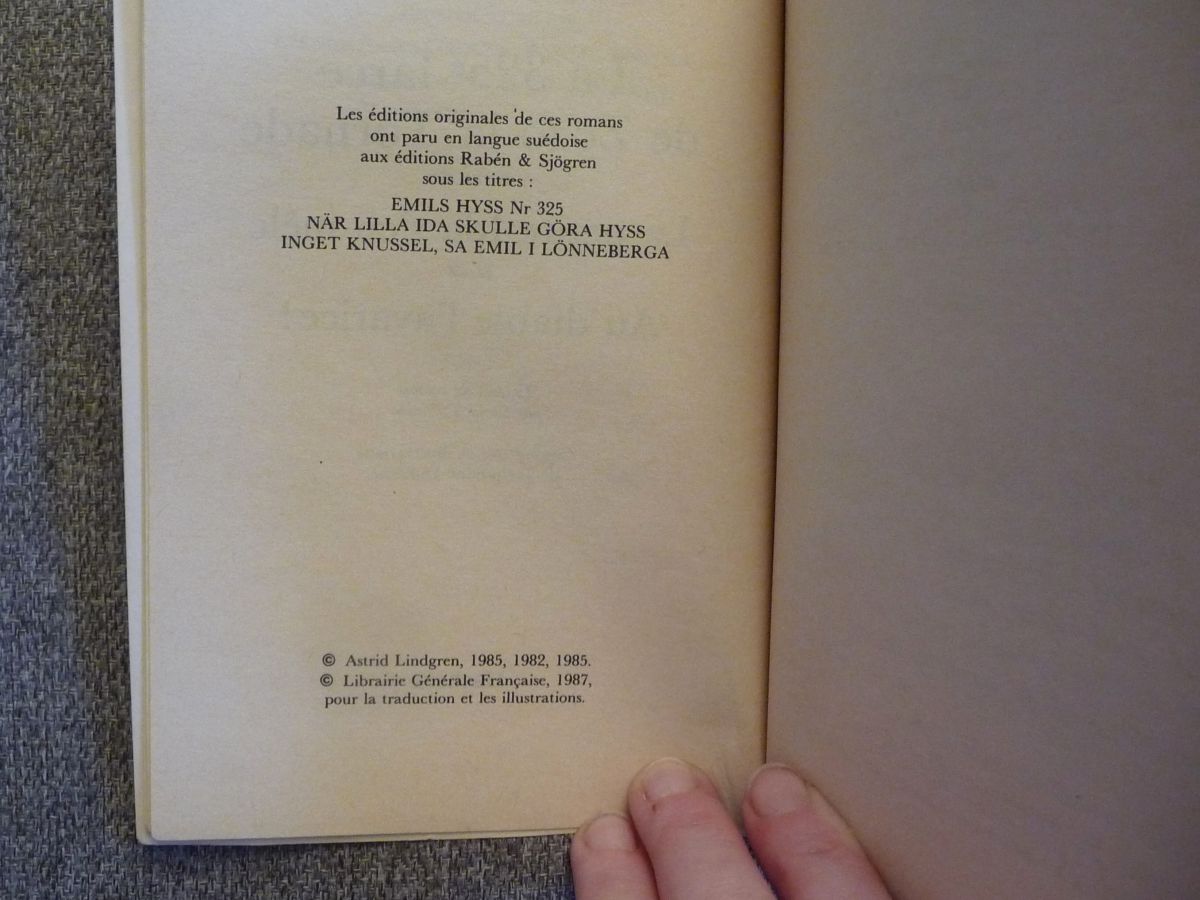 Les éditions originales de ces romans
ont paru en langue suédoise
aux éditions Rabén & Sjögren
sous les titres :
EMILS HYSS Nr 325
NÄR LILLA IDA SKULLE GÖRA HYSS
INGET KNUSSEL, SA EMIL I LÖNNEBERGA
© Astrid Lindgren, 1985, 1982, 1985.
© Librairie Générale Française, 1987,
pour la traduction et les illustrations.